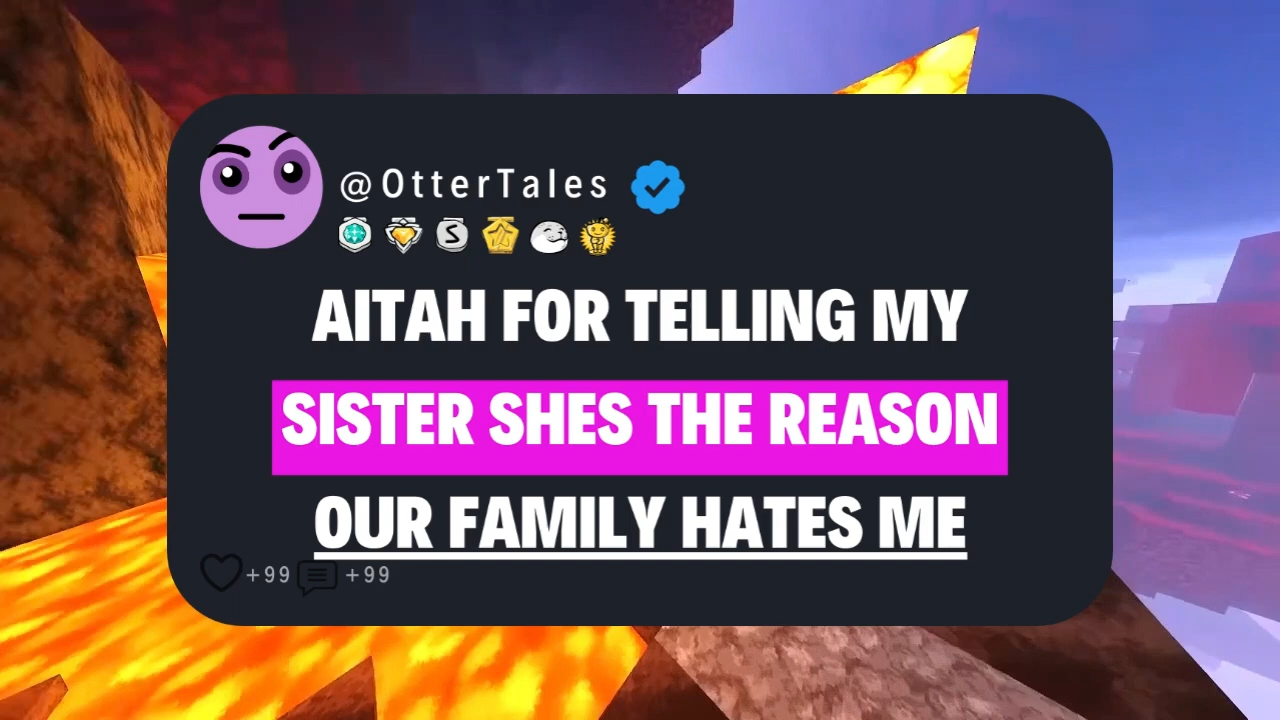 @OtterTales
AITAH FOR TELLING MY
SISTER SHES THE REASON
OUR FAMILY HATES ME
+99 +99